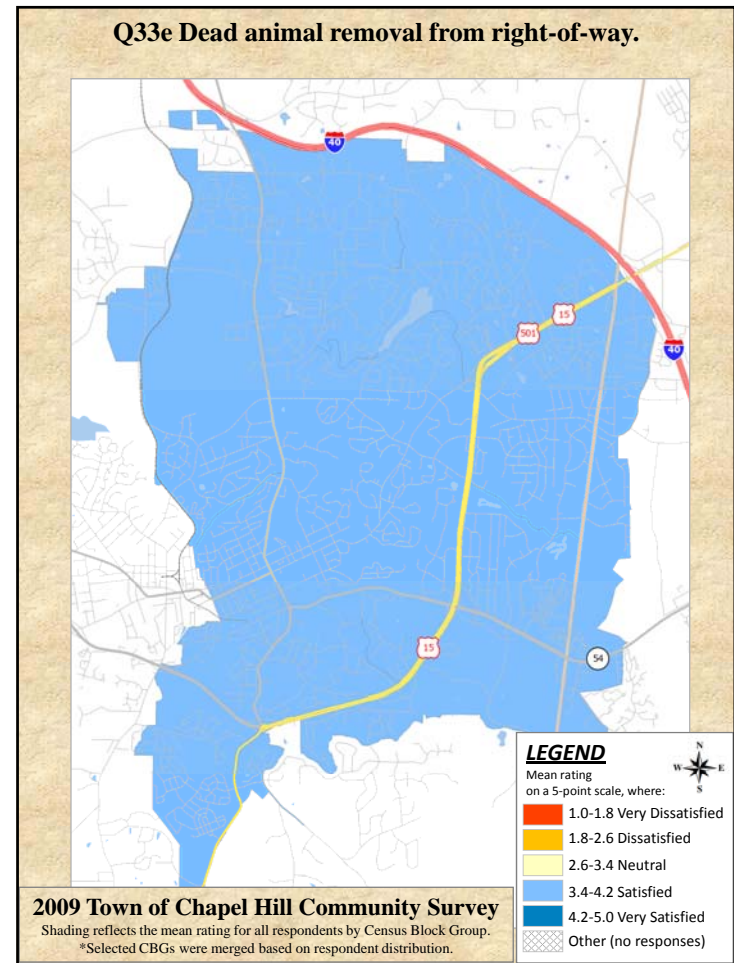 Q33e Dead animal removal from right-of-way.
40
15
501
40
15
54
LEGEND
N
W E
S
Mean rating
on a 5-point scale, where:
1.0-1.8 Very Dissatisfied
1.8-2.6 Dissatisfied
2.6-3.4 Neutral
3.4-4.2 Satisfied
4.2-5.0 Very Satisfied
Other (no responses)
2009 Town of Chapel Hill Community Survey
Shading reflects the mean rating for all respondents by Census Block Group.
*Selected CBGs were merged based on respondent distribution.